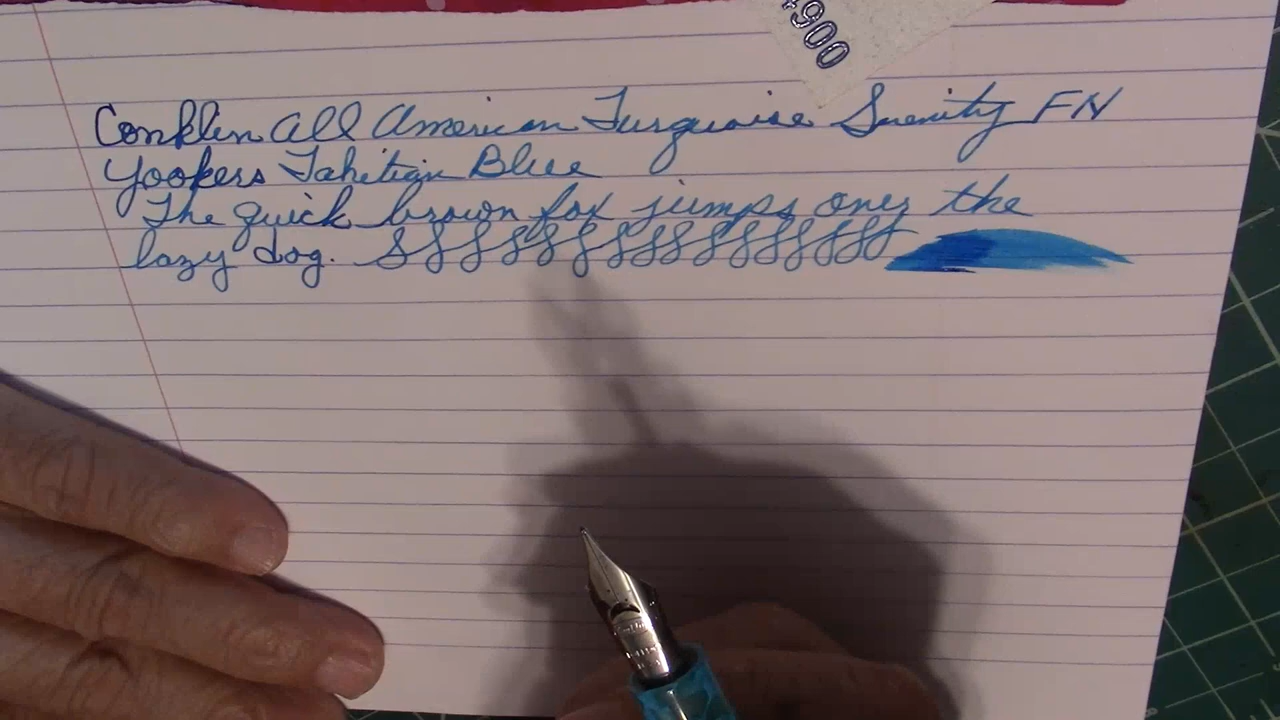 4900
Conklin All American Turquoise Serenity FN
Yookers Tahitian Blue
The quick brown fox jumps over the
lazy dog. S